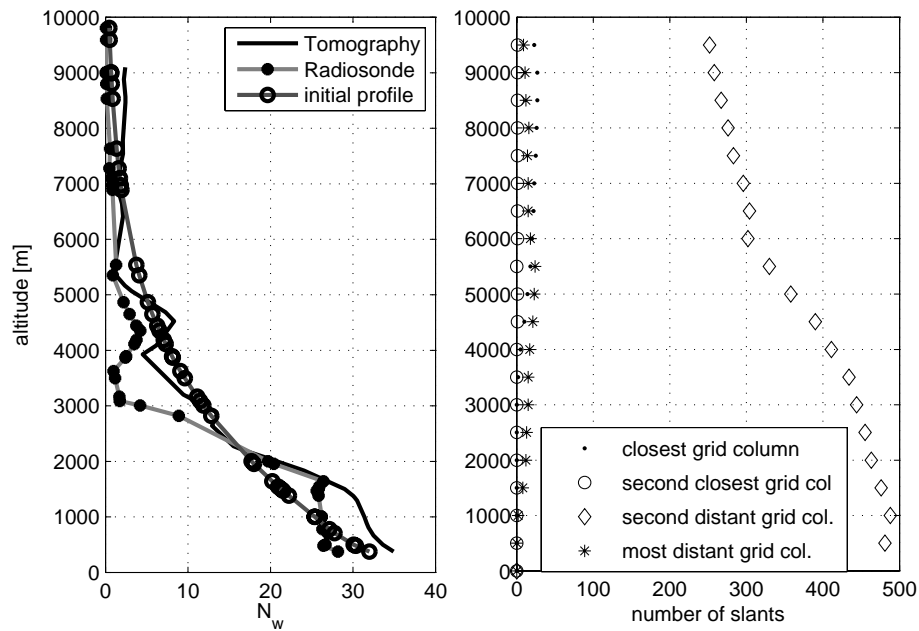 10000
9000
8000
7000
6000
5000
4000
3000
2000
1000
0
altitude [m]
0 10 20 30 40
N_w
Tomography
Radiosonde
initial profile
10000
9000
8000
7000
6000
5000
4000
3000
2000
1000
0
0 100 200 300 400 500
number of slants
closest grid column
second closest grid col
second distant grid col.
most distant grid col.